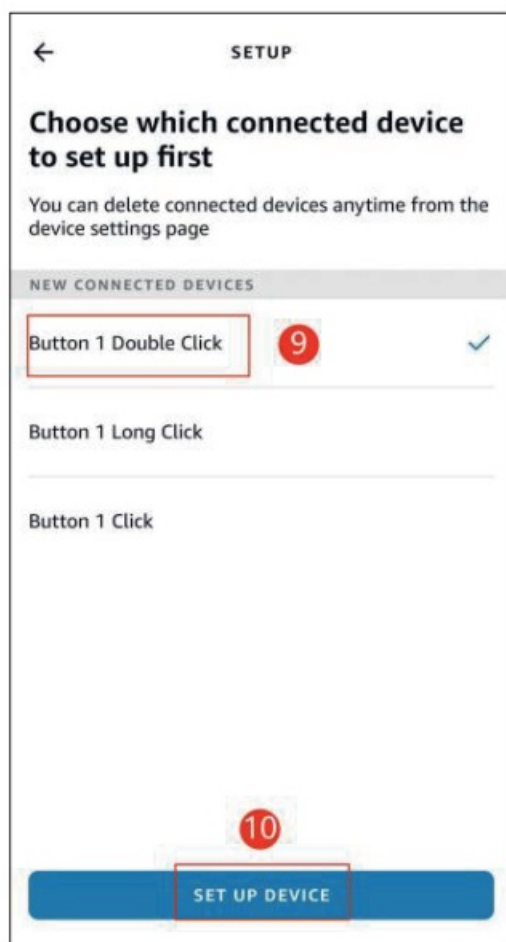 SETUP
Choose which connected device
to set up first
You can delete connected devices anytime from the
device settings page
NEW CONNECTED DEVICES
Button 1 Double Click
9
Button 1 Long Click
Button 1 Click
10
SET UP DEVICE